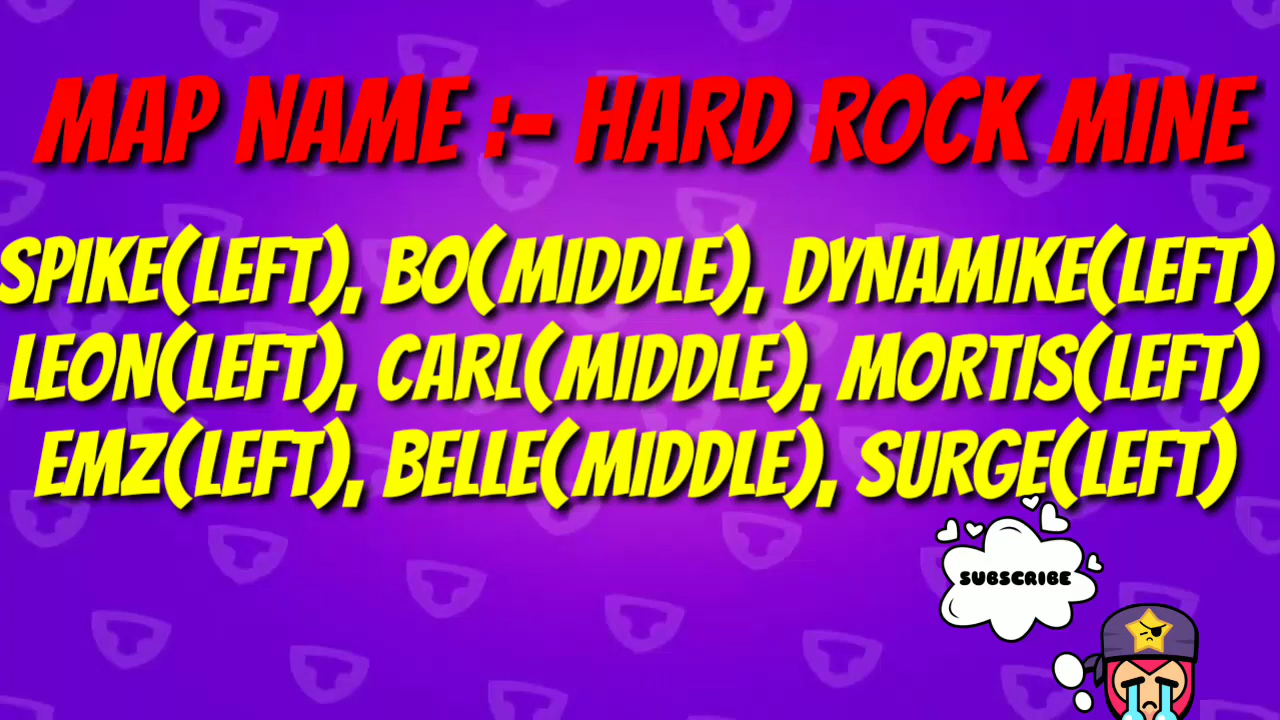 MAP NAME :- HARD ROCK MINE
SPIKE(LEFT), BO(MIDDLE), DYNAMIKE(LEFT)
LEON(LEFT), CARL(MIDDLE), MORTIS(LEFT)
EMZ(LEFT), BELLE(MIDDLE), SURGE(LEFT)
SUBSCRIBE